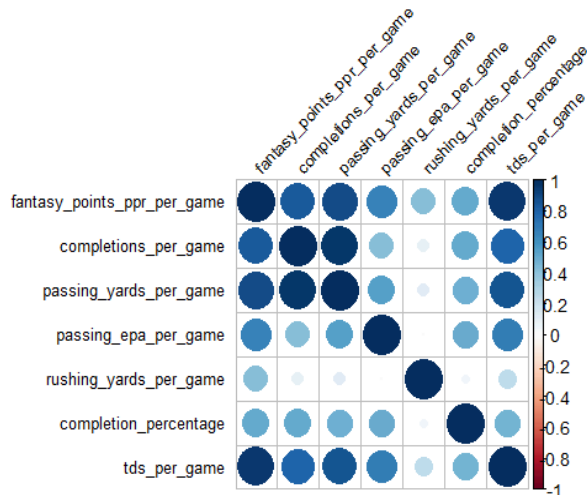 fantasy_points_ppr_per_game
completions_per_game
passing_yards_per_game
passing_epa_per_game
rushing_yards_per_game
completion_percentage
tds_per_game
fantasy_points_ppr_per_game
completions_per_game
passing_yards_per_game
passing_epa_per_game
rushing_yards_per_game
completion_percentage
tds_per_game
1
0.8
0.6
0.4
0.2
0
-0.2
-0.4
-0.6
-0.8
-1